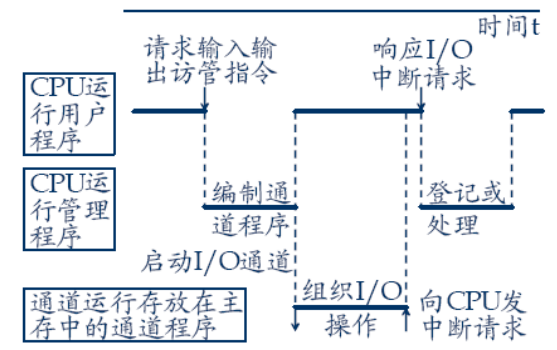 时间t
请求输入输
出访管指令
响应I/O
中断请求
CPU运
行用户
程序
CPU运
行管理
程序
编制通
道程序
登记或
处理
启动I/O通道
通道运行存放在主
存中的通道程序
组织I/O
操作
向CPU发
中断请求